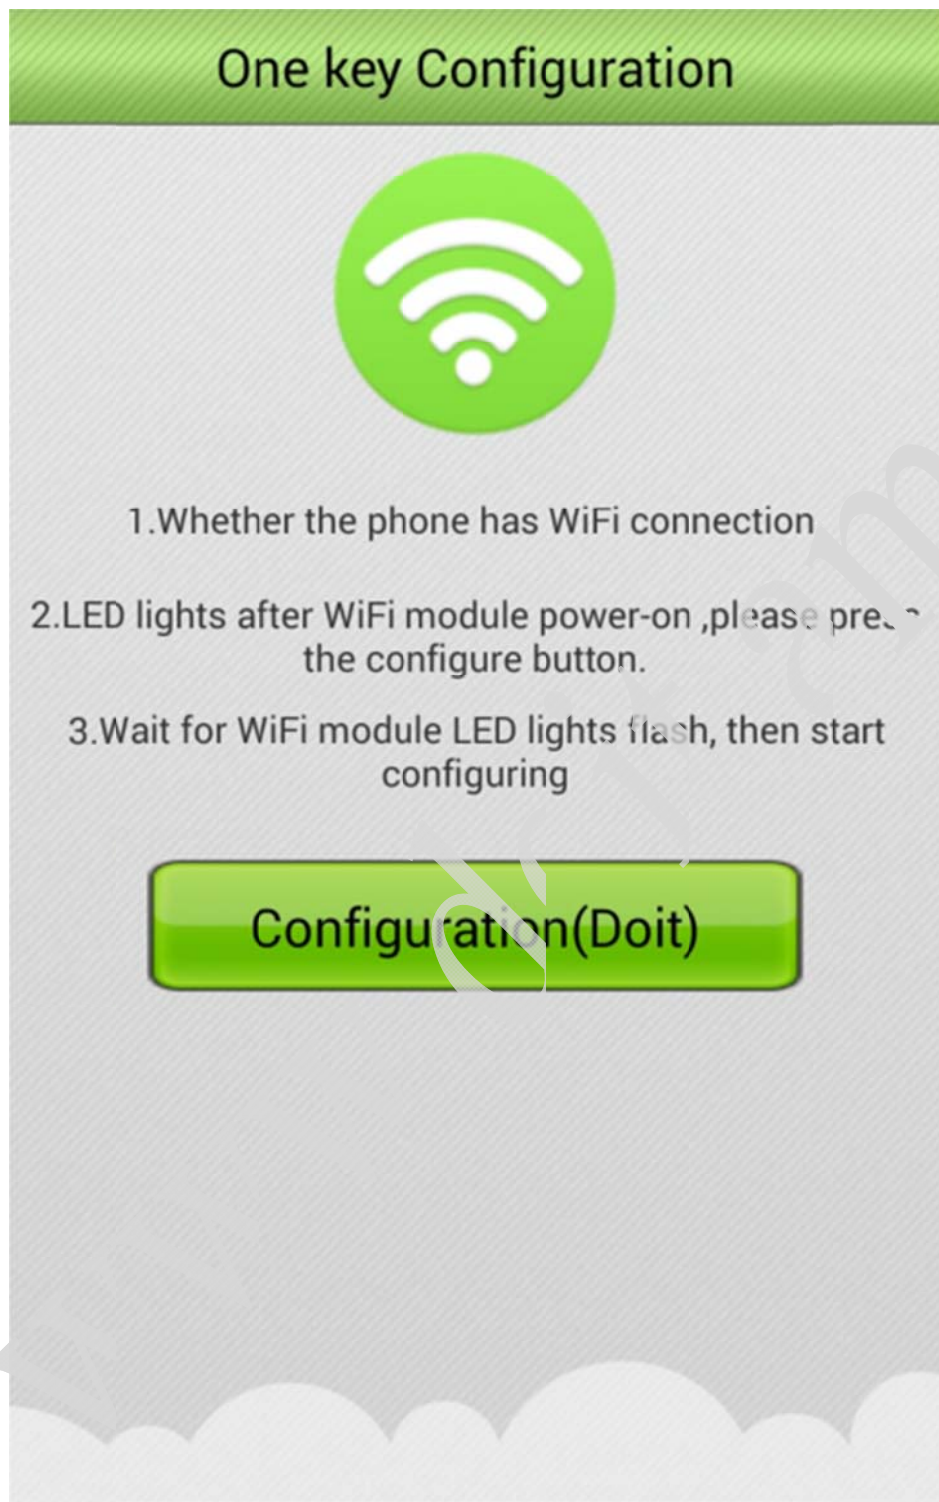 One key Configuration
1.Whether the phone has WiFi connection
2.LED lights after WiFi module power-on ,please press
the configure button.
3.Wait for WiFi module LED lights flash, then start
configuring
Configuration(Doit)